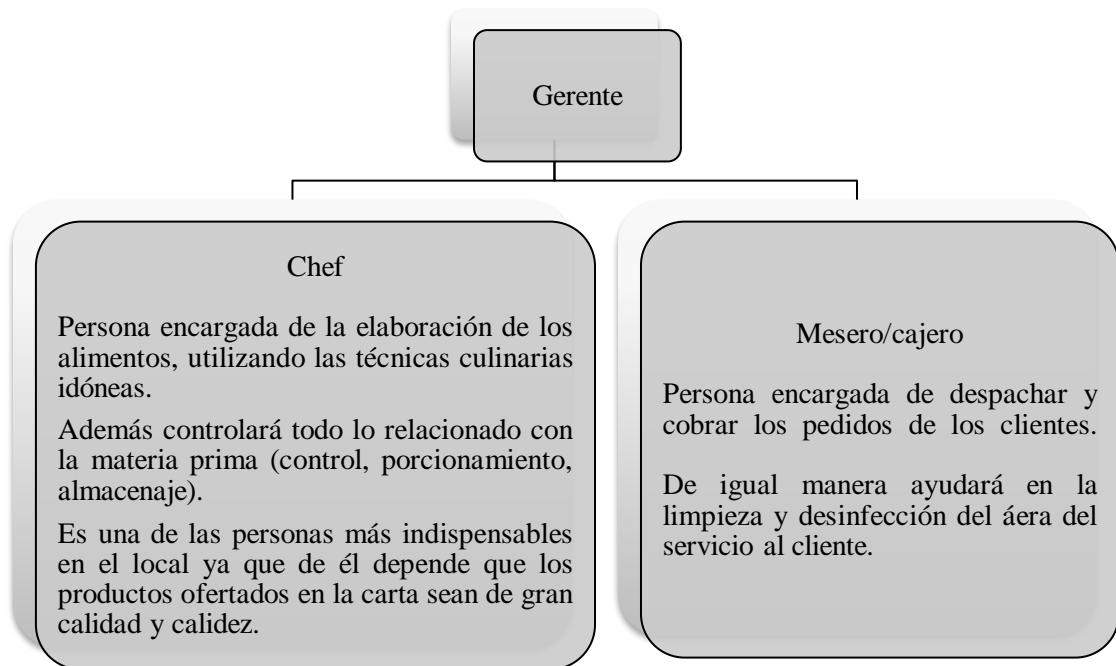 Gerente
Chef
Persona encargada de la elaboración de los
alimentos, utilizando las técnicas culinarias
idóneas.
Además controlará todo lo relacionado con
la materia prima (control, porcionamiento,
almacenaje).
Es una de las personas más indispensables
en el local ya que de él depende que los
productos ofertados en la carta sean de gran
calidad y calidez.
Mesero/cajero
Persona encargada de despachar y
cobrar los pedidos de los clientes.
De igual manera ayudará en la
limpieza y desinfección del áera del
servicio al cliente.